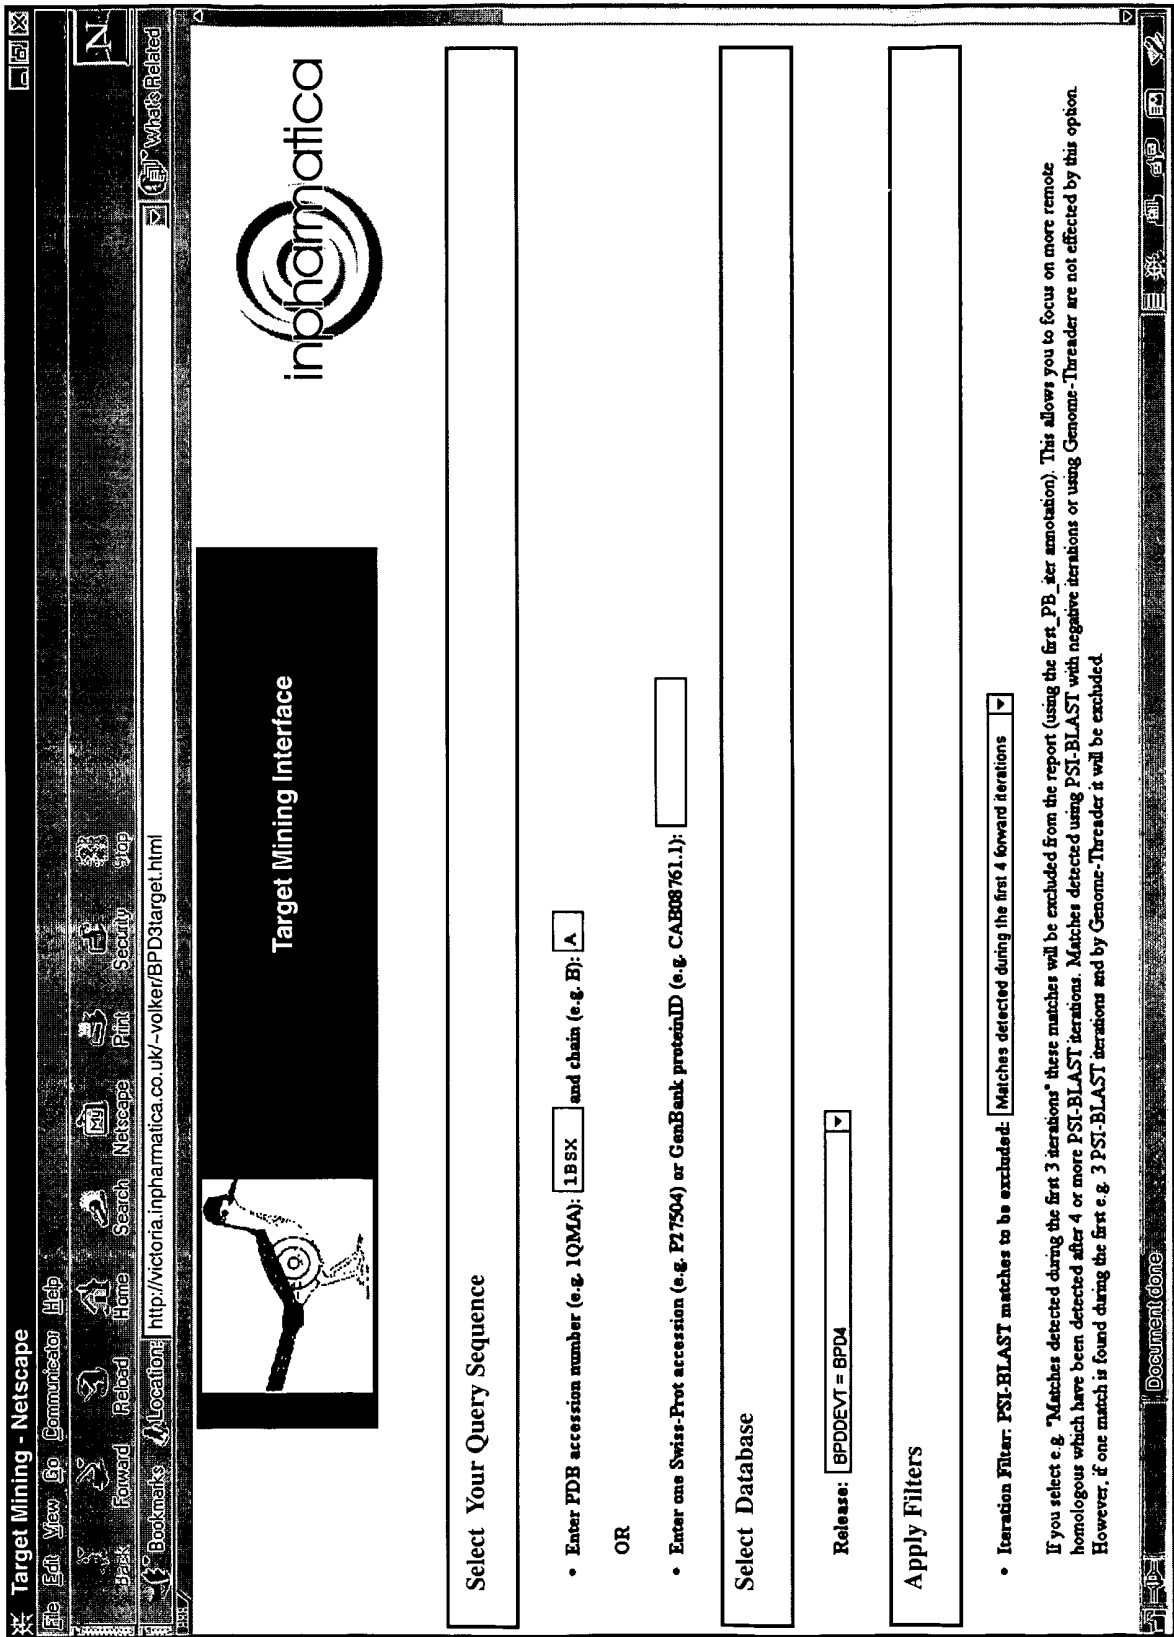 Target Mining - Netscape
File Edit View Go Communicator Help
Back Forward Reload Home Search Netscape Print Security Stop
N
Bookmarks Location: http://victoria.inpharmatica.co.uk/~volker/BPD3target.html What's Related
Target Mining Interface
inpharmatica
Select Your Query Sequence
• Enter PDB accession number (e.g. 1QMA): 1BSX and chain (e.g. B): A
OR
• Enter one Swiss-Prot accession (e.g. P27504) or GenBank proteinID (e.g. CAB08761.1):
Select Database
Release: BPDDEVT = BPD4
Apply Filters
• Iteration Filter: PSI-BLAST matches to be excluded: Matches detected during the first 4 forward iterations
If you select e.g. "Matches detected during the first 3 iterations" these matches will be excluded from the report (using the first_PB_iter annotation). This allows you to focus on more remote
homologous which have been detected after 4 or more PSI-BLAST iterations. Matches detected using PSI-BLAST with negative iterations or using Genome-Threader are not effected by this option.
However, if one match is found during the first e.g. 3 PSI-BLAST iterations and by Genome-Threader it will be excluded.
Document done